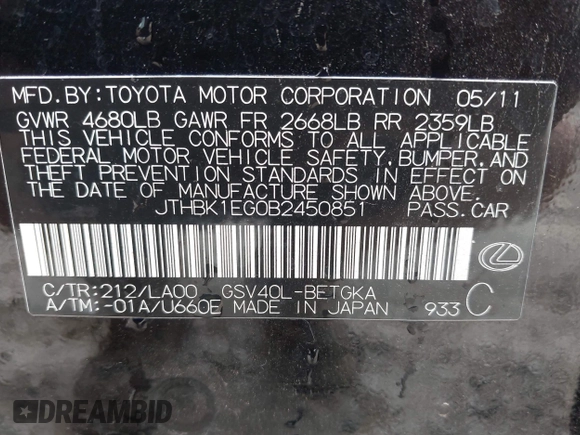 MFD.BY:TOYOTA MOTOR CORPORATION 05/11
GVWR 4680LB GAWR FR 2668LB RR 2359LB
THIS VEHICLE CONFORMS TO ALL APPLICABLE
FEDERAL MOTOR VEHICLE SAFETY,BUMPER,AND
THEFT PREVENTION STANDARDS IN EFFECT ON
THE DATE OF MANUFACTURE SHOWN ABOVE.
JTHBK1EG0B2450851 PASS.CAR
C/TR:212/LA00 GSV40L-BETGKA
A/TM:-01A/U660E MADE IN JAPAN 933 C
DREAMBID